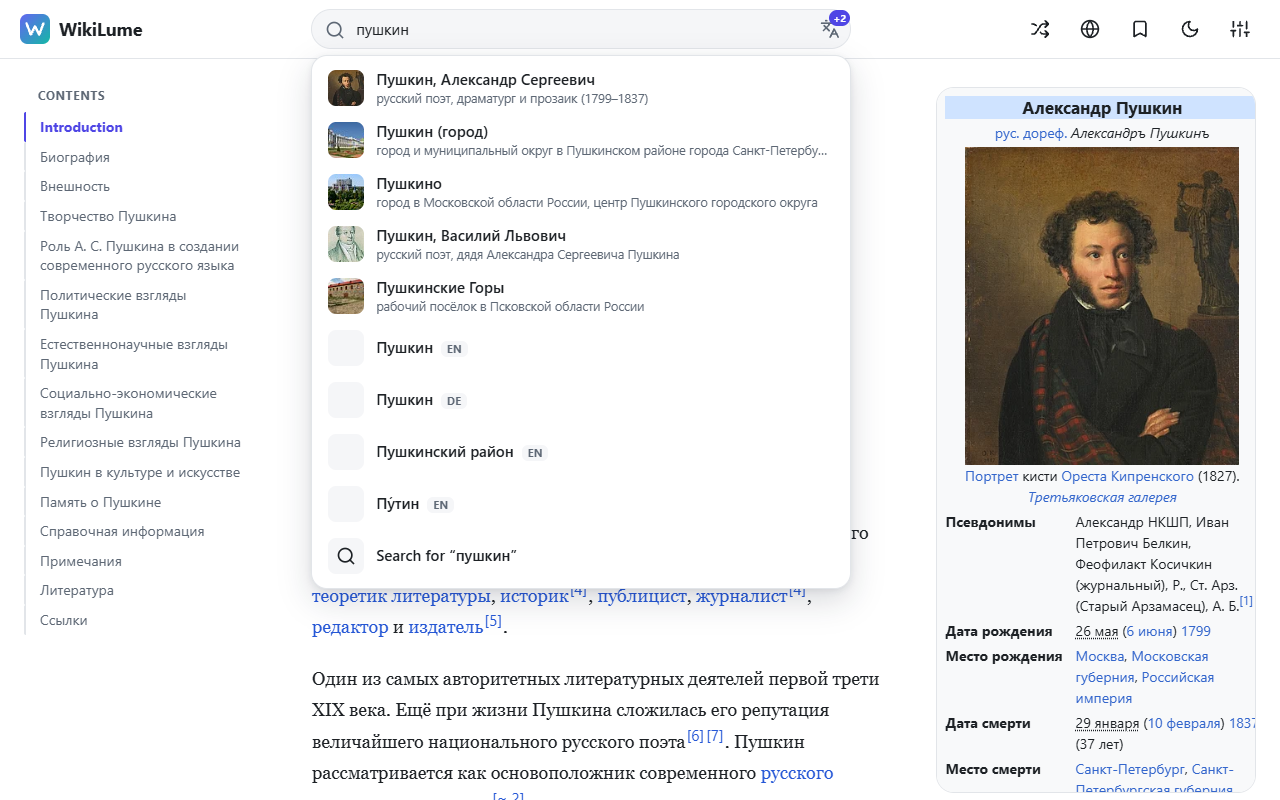 WikiLume
пушкин
+2
CONTENTS
Introduction
Биография
Внешность
Творчество Пушкина
Роль А. С. Пушкина в создании
современного русского языка
Политические взгляды
Пушкина
Естественнонаучные взгляды
Пушкина
Социально-экономические
взгляды Пушкина
Религиозные взгляды Пушкина
Пушкин в культуре и искусстве
Память о Пушкине
Справочная информация
Примечания
Литература
Ссылки
Пушкин, Александр Сергеевич
русский поэт, драматург и прозаик (1799–1837)
Пушкин (город)
город и муниципальный округ в Пушкинском районе города Санкт-Петербу...
Пушкино
город в Московской области России, центр Пушкинского городского округа
Пушкин, Василий Львович
русский поэт, дядя Александра Сергеевича Пушкина
Пушкинские Горы
рабочий посёлок в Псковской области России
Пушкин EN
Пушкин DE
Пушкинский район EN
Пу́тин EN
Search for “пушкин”
го
теоретик литературы, историк[4], публицист, журналист[4],
редактор и издатель[5].
Один из самых авторитетных литературных деятелей первой трети
XIX века. Ещё при жизни Пушкина сложилась его репутация
величайшего национального русского поэта[6][7]. Пушкин
рассматривается как основоположник современного русского
[~ 2]
Александр Пушкин
рус. дореф. Александръ Пушкинъ
Портрет кисти Ореста Кипренского (1827).
Третьяковская галерея
Псевдонимы Александр НКШП, Иван
Петрович Белкин,
Феофилакт Косичкин
(журнальный). Р., Ст. Арз.
(Старый Арзамасец), А. Б.[1]
Дата рождения 26 мая (6 июня) 1799
Место рождения Москва, Московская
губерния, Российская
империя
Дата смерти 29 января (10 февраля) 1837
(37 лет)
Место смерти Санкт-Петербург, Санкт-
Петербургская губерния